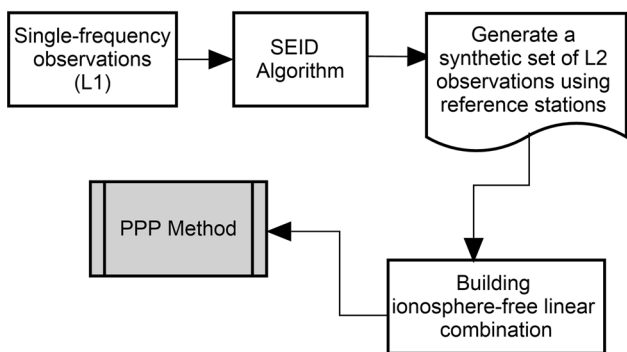 Single-frequency
observations
(L1)
SEID
Algorithm
Generate a
synthetic set of L2
observations using
reference stations
PPP Method
Building
ionosphere-free linear
combination